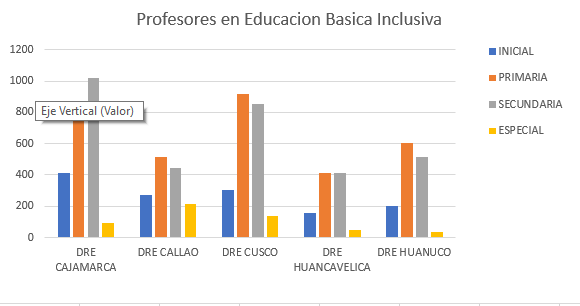 Profesores en Educacion Basica Inclusiva
1200
1000
800
600
400
200
0
Eje Vertical (Valor)
DRE
CAJAMARCA
DRE CALLAO
DRE CUSCO
DRE
HUANCAVELICA
DRE HUANUCO
INICIAL
PRIMARIA
SECUNDARIA
ESPECIAL